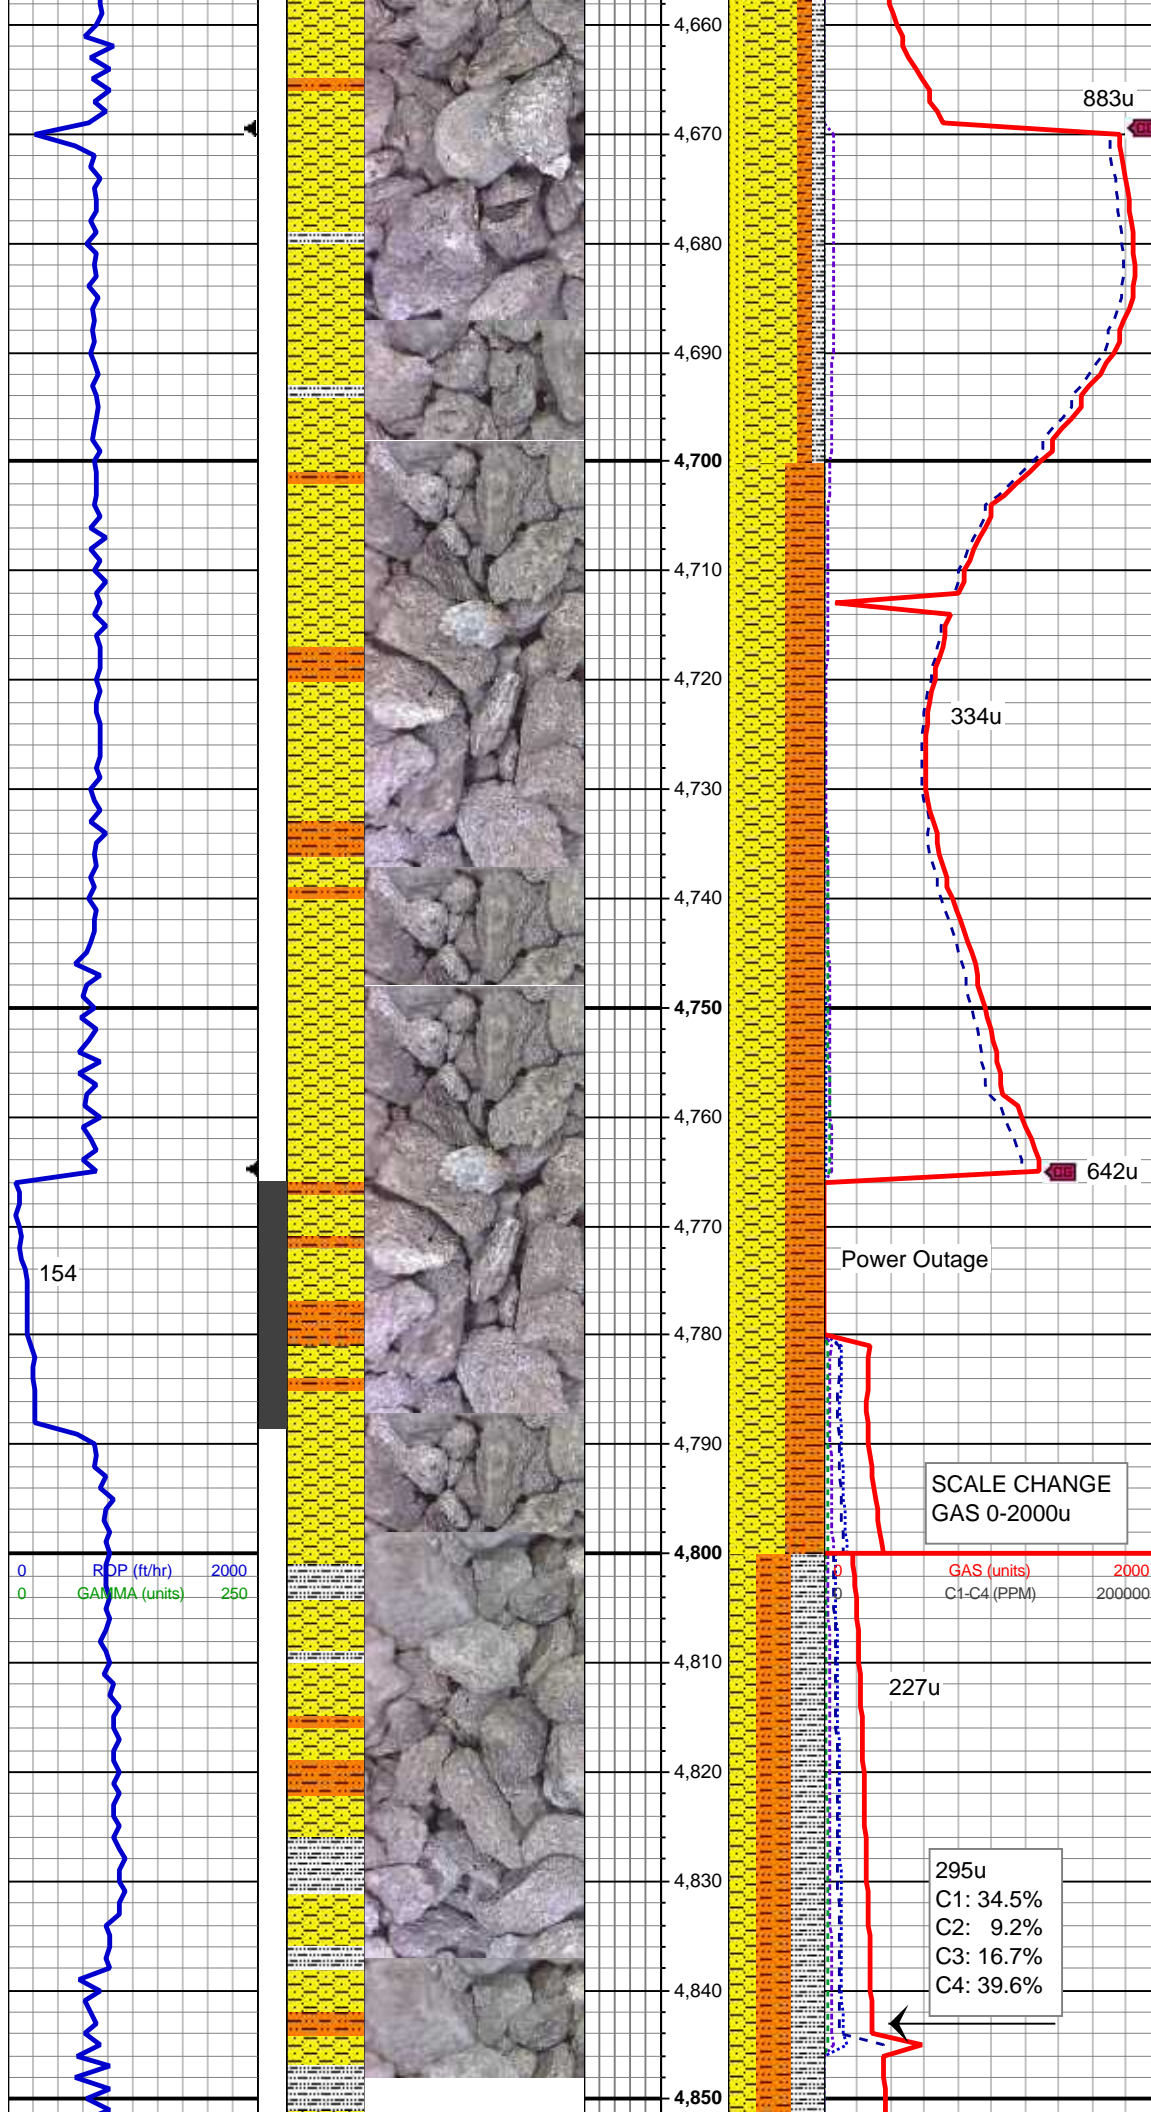 4,660
883u
CG
4,670
4,680
4,690
4,700
4,710
334u
4,720
4,730
4,740
4,750
4,760
CG 642u
4,770
Power Outage
154
4,780
4,790
SCALE CHANGE
GAS 0-2000u
4,800
0 ROP (ft/hr) 2000
0 GAMMA (units) 250
0 GAS (units) 2000
0 C1-C4 (PPM) 200000
4,810
227u
4,820
4,830
295u
C1: 34.5%
C2: 9.2%
C3: 16.7%
C4: 39.6%
4,840
4,850